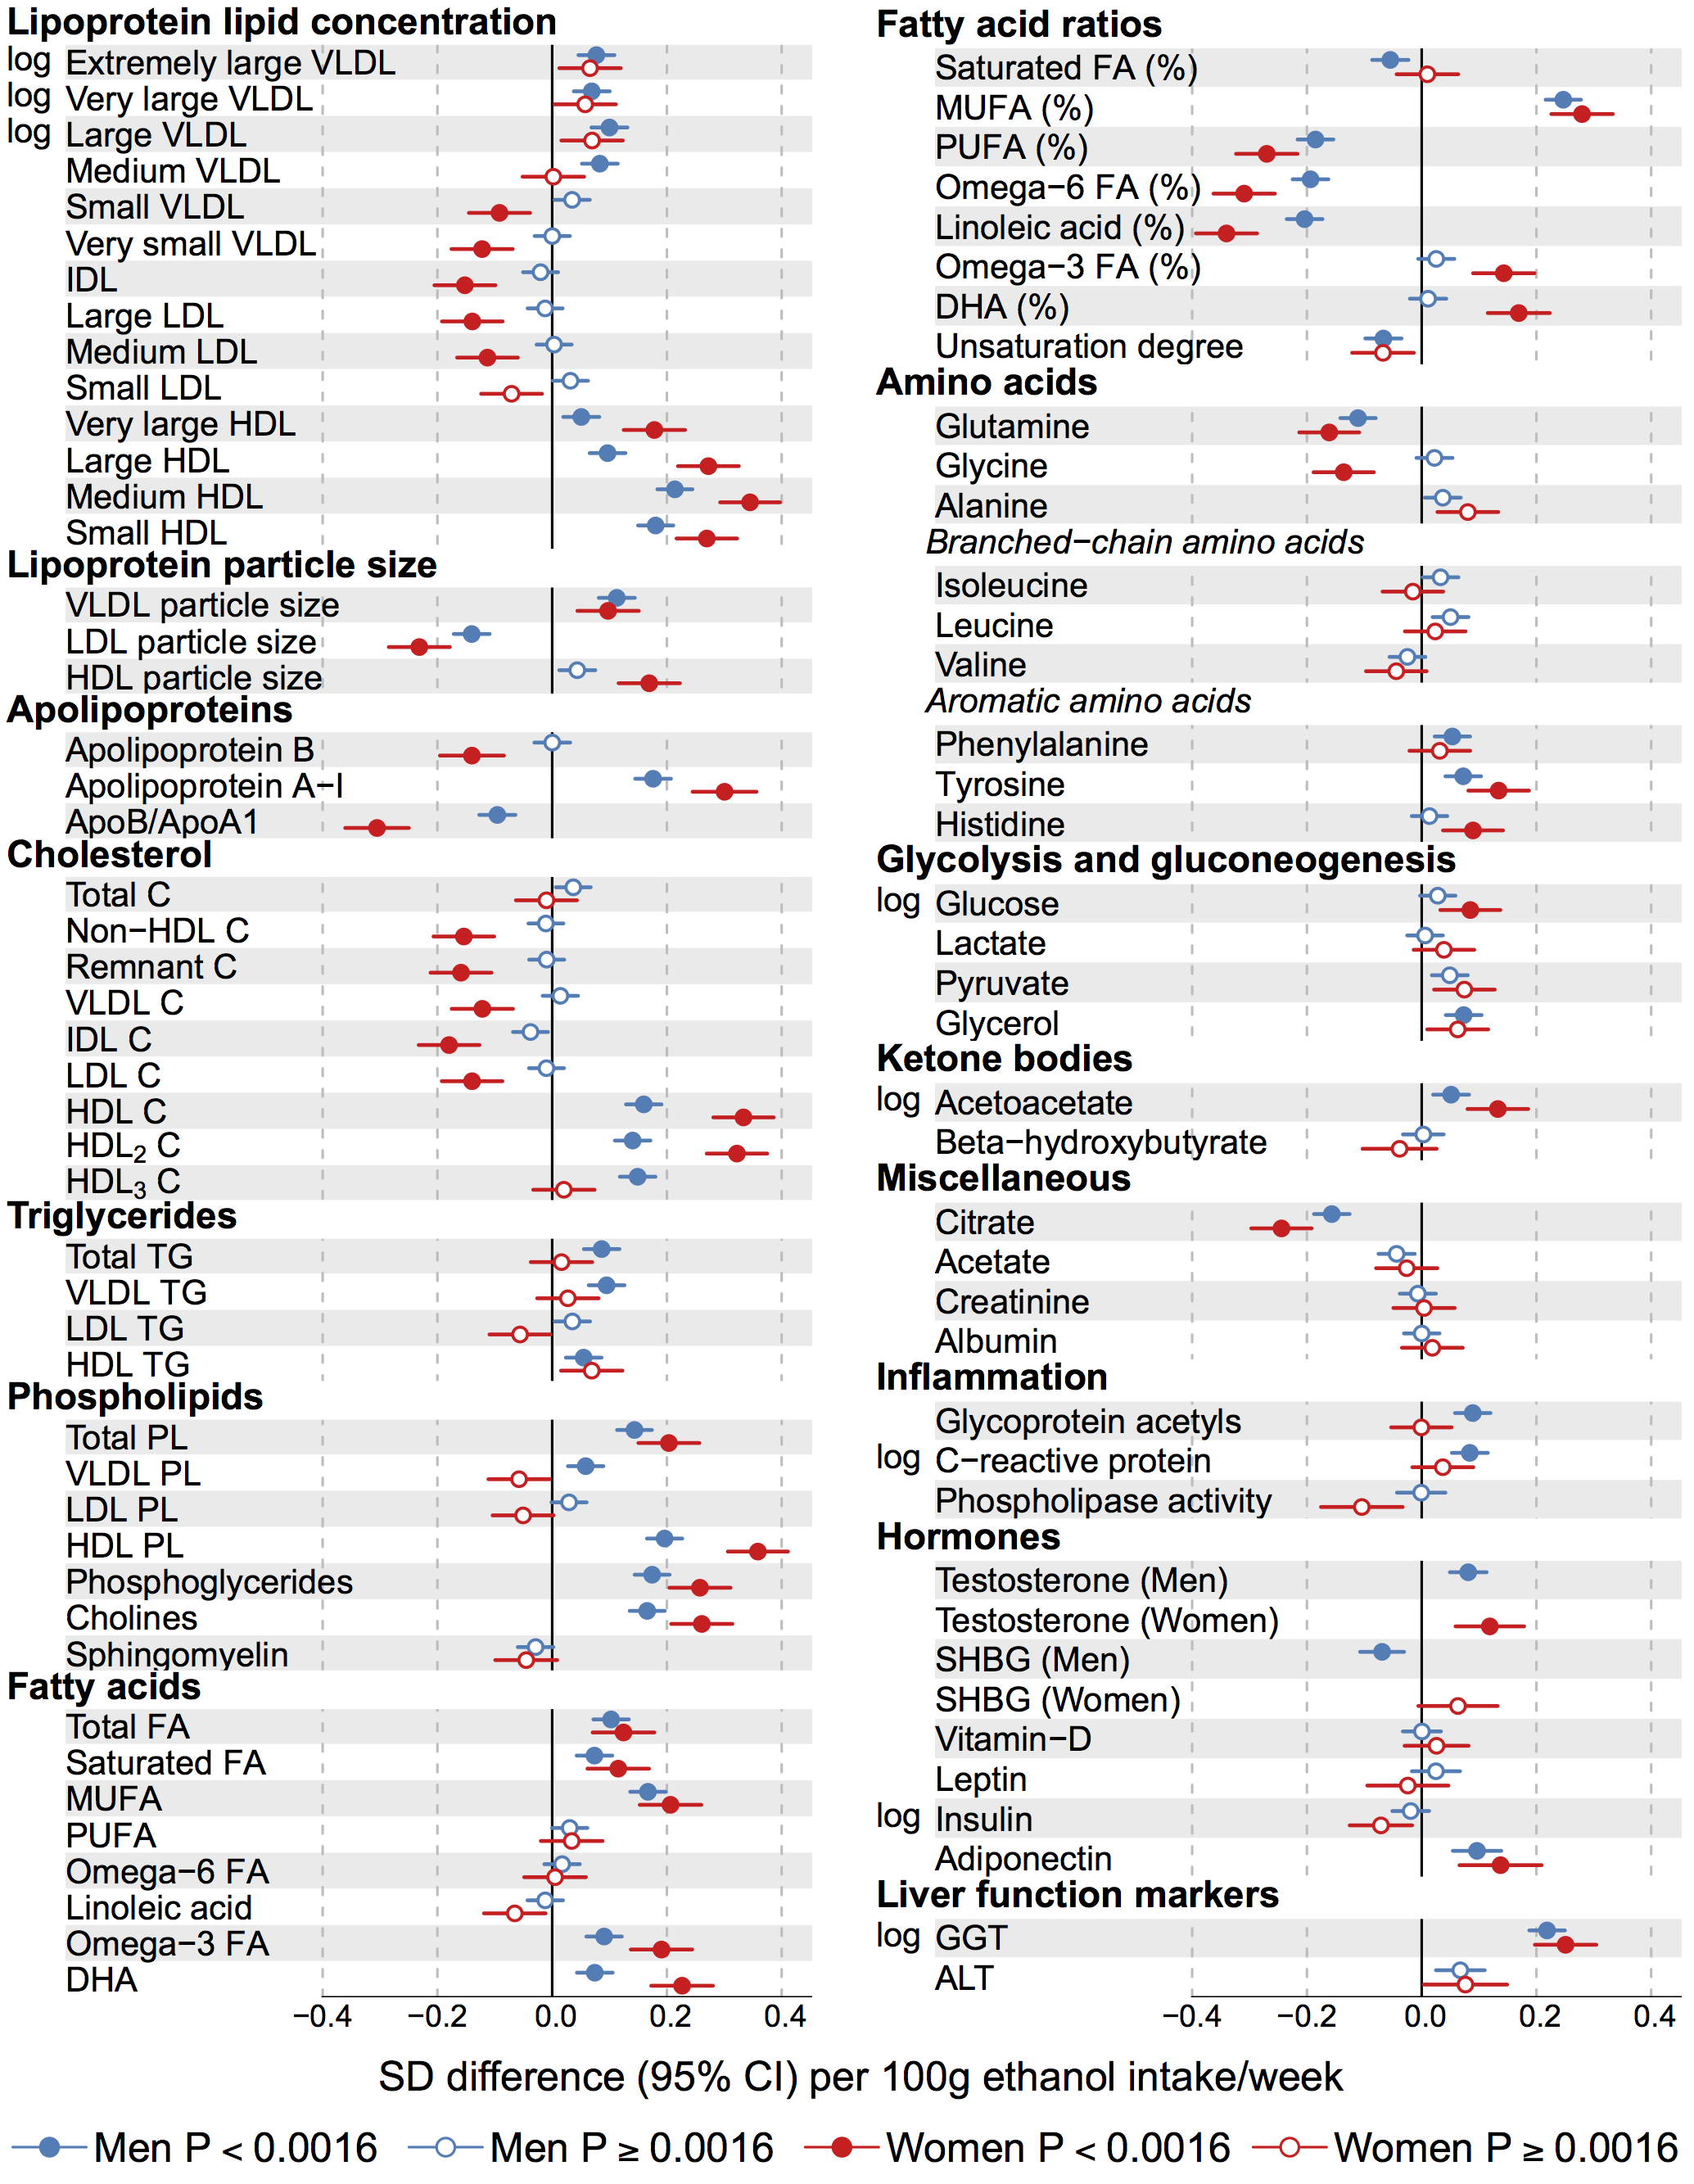 Lipoprotein lipid concentration
log Extremely large VLDL
log Very large VLDL
log Large VLDL
Medium VLDL
Small VLDL
Very small VLDL
IDL
Large LDL
Medium LDL
Small LDL
Very large HDL
Large HDL
Medium HDL
Small HDL
Lipoprotein particle size
VLDL particle size
LDL particle size
HDL particle size
Apolipoproteins
Apolipoprotein B
Apolipoprotein A−I
ApoB/ApoA1
Cholesterol
Total C
Non−HDL C
Remnant C
VLDL C
IDL C
LDL C
HDL C
HDL₂ C
HDL₃ C
Triglycerides
Total TG
VLDL TG
LDL TG
HDL TG
Phospholipids
Total PL
VLDL PL
LDL PL
HDL PL
Phosphoglycerides
Cholines
Sphingomyelin
Fatty acids
Total FA
Saturated FA
MUFA
PUFA
Omega−6 FA
Linoleic acid
Omega−3 FA
DHA
−0.4 −0.2 0.0 0.2 0.4
Fatty acid ratios
Saturated FA (%)
MUFA (%)
PUFA (%)
Omega−6 FA (%)
Linoleic acid (%)
Omega−3 FA (%)
DHA (%)
Unsaturation degree
Amino acids
Glutamine
Glycine
Alanine
Branched−chain amino acids
Isoleucine
Leucine
Valine
Aromatic amino acids
Phenylalanine
Tyrosine
Histidine
Glycolysis and gluconeogenesis
log Glucose
Lactate
Pyruvate
Glycerol
Ketone bodies
log Acetoacetate
Beta−hydroxybutyrate
Miscellaneous
Citrate
Acetate
Creatinine
Albumin
Inflammation
Glycoprotein acetyls
log C−reactive protein
Phospholipase activity
Hormones
Testosterone (Men)
Testosterone (Women)
SHBG (Men)
SHBG (Women)
Vitamin−D
Leptin
log Insulin
Adiponectin
Liver function markers
log GGT
ALT
−0.4 −0.2 0.0 0.2 0.4
SD difference (95% CI) per 100g ethanol intake/week
Men P < 0.0016 Men P ≥ 0.0016 Women P < 0.0016 Women P ≥ 0.0016